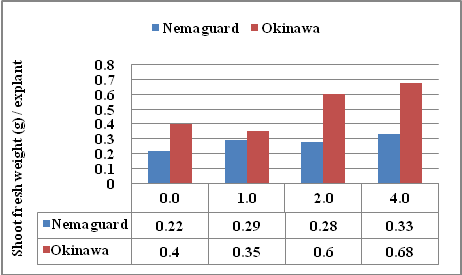 Nemaguard Okinawa
Shoot fresh weight (g) / explant
0.8
0.7
0.6
0.5
0.4
0.3
0.2
0.1
0
0.0 1.0 2.0 4.0
Nemaguard 0.22 0.29 0.28 0.33
Okinawa 0.4 0.35 0.6 0.68